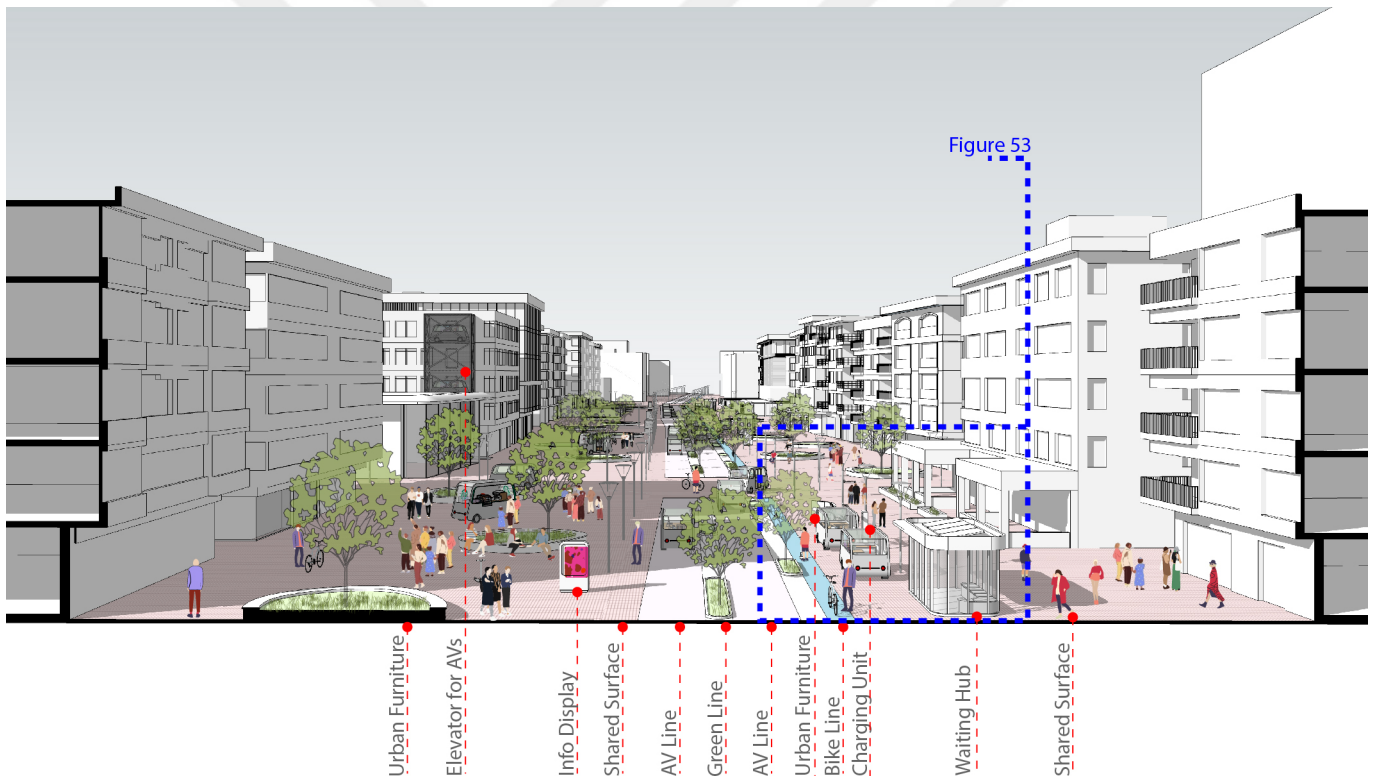 Figure 53
Urban Furniture
Elevator for AVs
Info Display
Shared Surface
AV Line
Green Line
AV Line
Urban Furniture
Bike Line
Charging Unit
Waiting Hub
Shared Surface